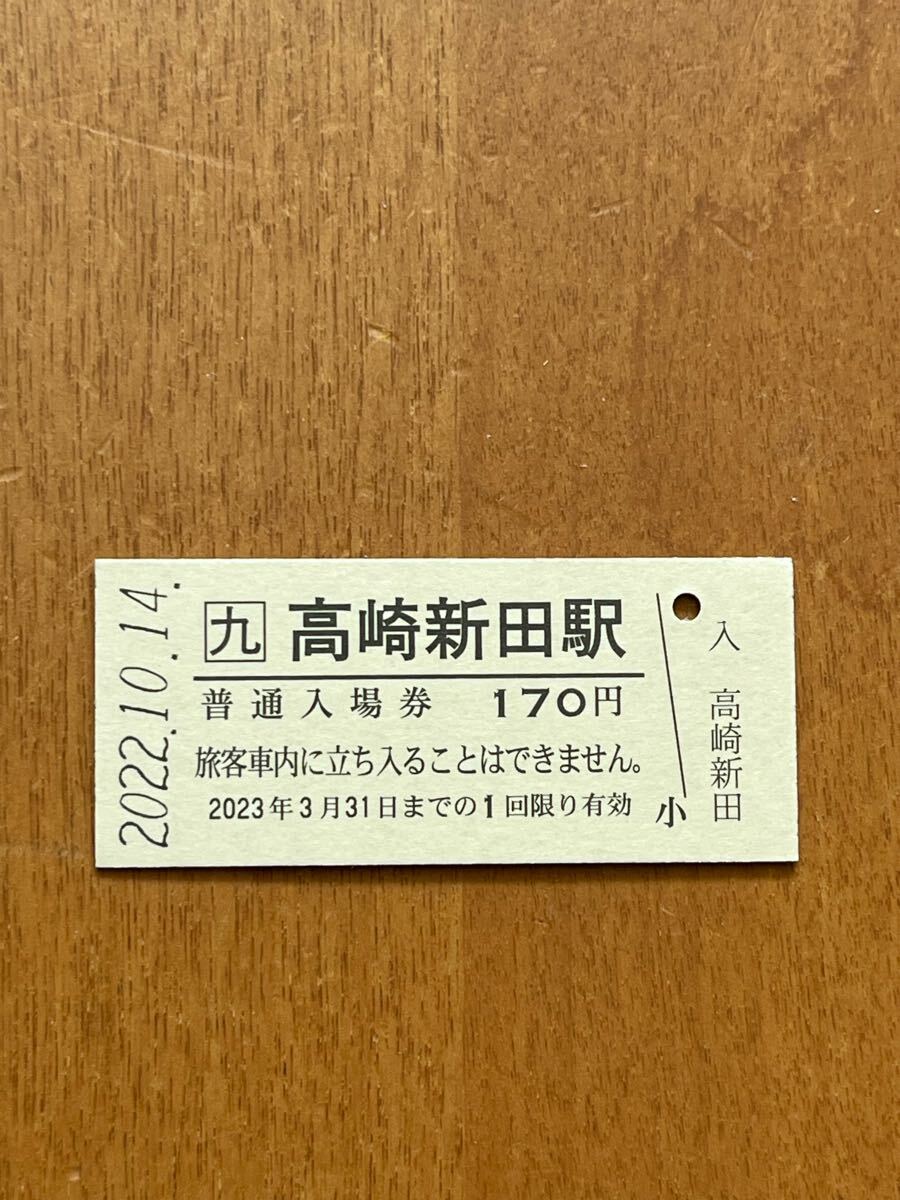 2022.10.14.
九 高崎新田駅
普通入場券 170円
旅客車内に立ち入ることはできません。
2023年3月31日までの1回限り有効
小
入 高崎新田